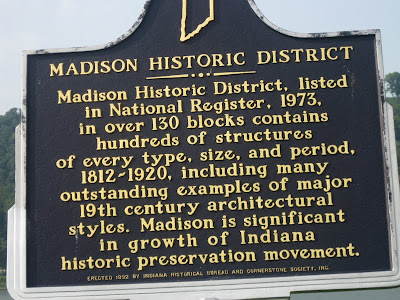 MADISON HISTORIC DISTRICT
Madison Historic District, listed
in National Register, 1973,
in over 130 blocks contains
hundreds of structures
of every type, size, and period,
1812-1920, including many
outstanding examples of major
19th century architectural
styles. Madison is significant
in growth of Indiana
historic preservation movement.
ERECTED 1992 BY INDIANA HISTORICAL BUREAU AND CORNERSTONE SOCIETY, INC.